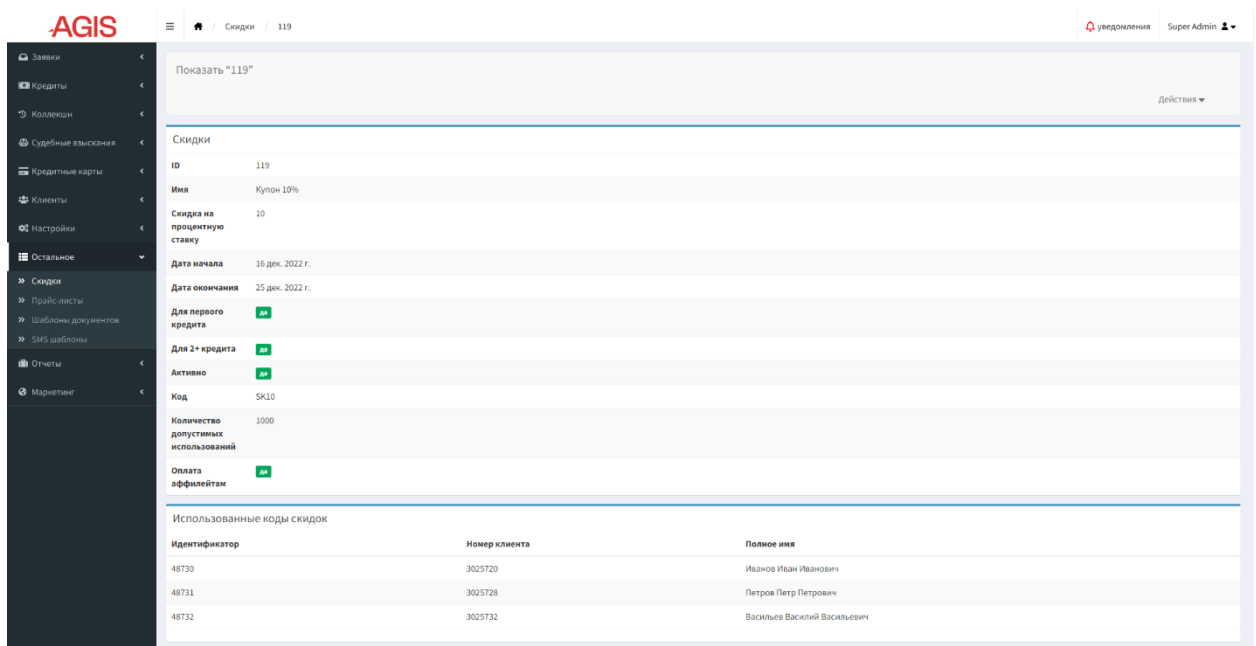 AGIS
Скидки / 119
уведомления
Super Admin
Заявки
Кредиты
Коллекшн
Судебные взыскания
Кредитные карты
Клиенты
Настройки
Остальное
Скидки
Прайс-листы
Шаблоны документов
SMS шаблоны
Отчеты
Маркетинг
Показать “119”
Действия
Скидки
ID 119
Имя Купон 10%
Скидка на 10
процентную
ставку
Дата начала 16 дек. 2022 г.
Дата окончания 25 дек. 2022 г.
Для первого да
кредита
Для 2+ кредита да
Активно да
Код SK10
Количество 1000
допустимых
использований
Оплата да
аффилейтам
Использованные коды скидок
Идентификатор Номер клиента Полное имя
48730 3025720 Иванов Иван Иванович
48731 3025728 Петров Петр Петрович
48732 3025732 Васильев Василий Васильевич